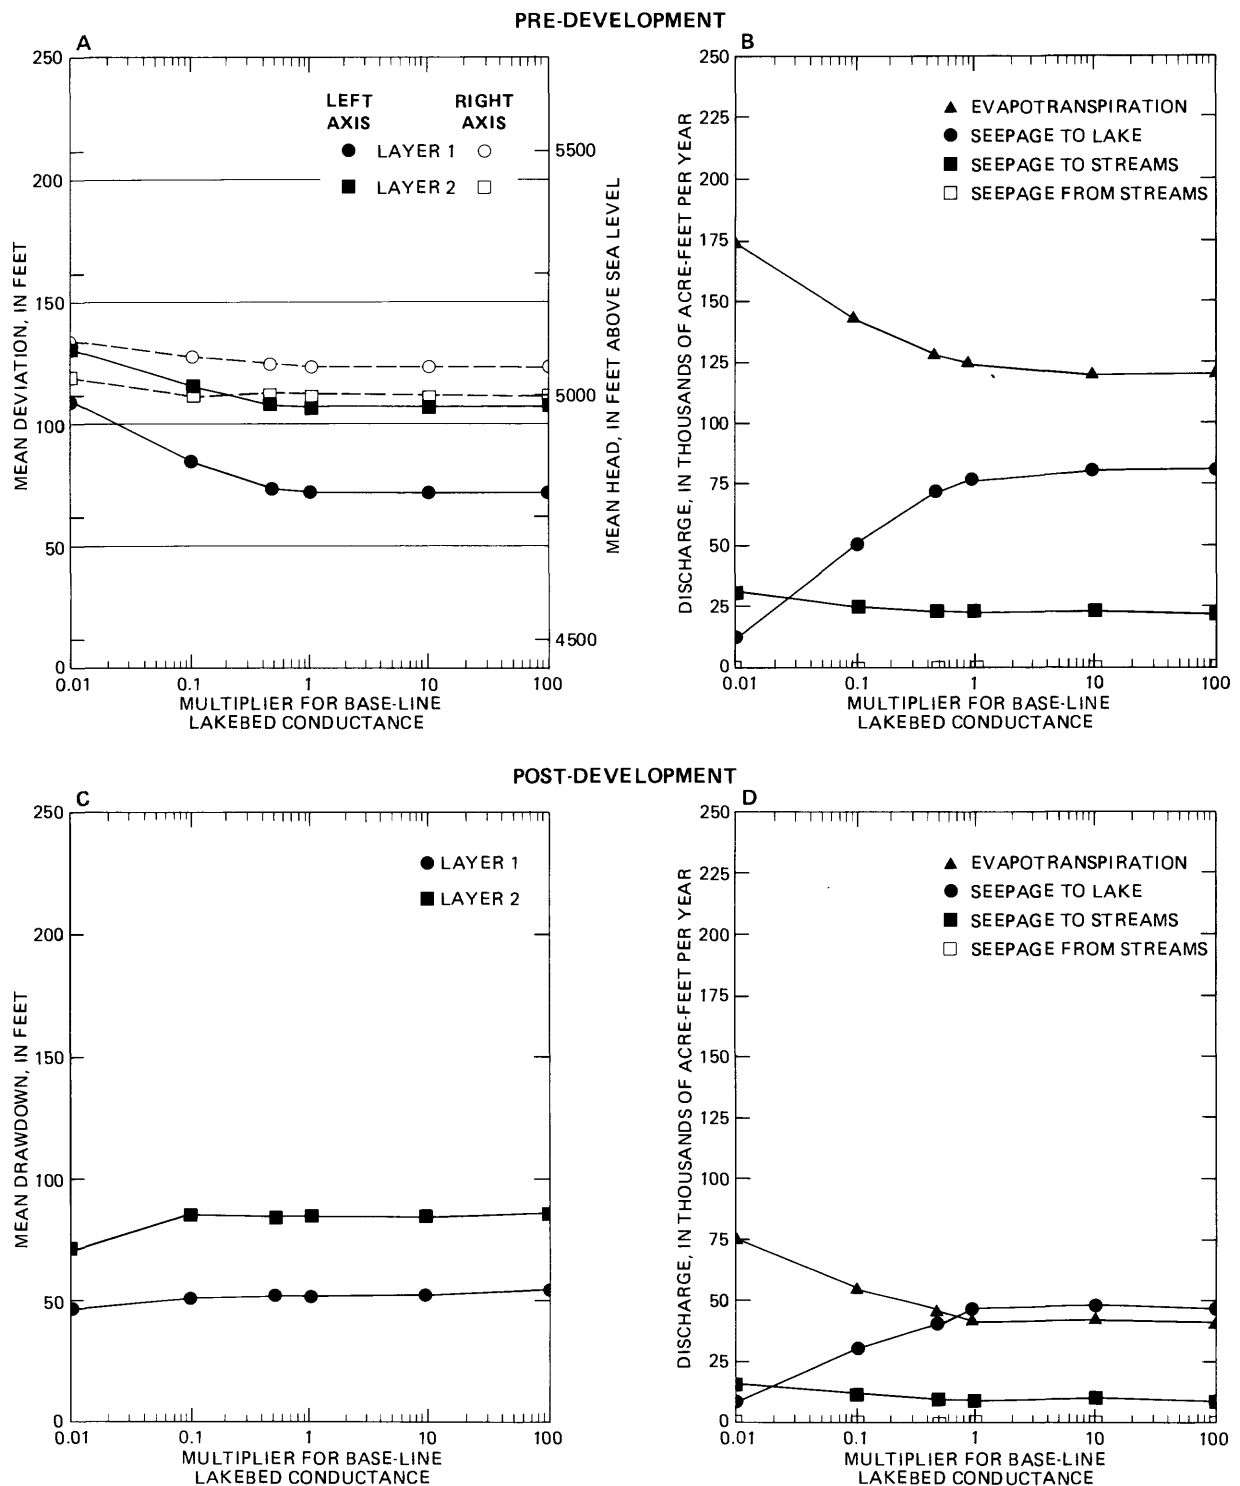 PRE-DEVELOPMENT
A
250
200
150
100
50
0
MEAN DEVIATION, IN FEET
LEFT AXIS
RIGHT AXIS
LAYER 1
LAYER 2
5500
5000
4500
MEAN HEAD, IN FEET ABOVE SEA LEVEL
0.01 0.1 1 10 100
MULTIPLIER FOR BASE-LINE
LAKEBED CONDUCTANCE
B
250
225
200
175
150
125
100
75
50
25
0
DISCHARGE, IN THOUSANDS OF ACRE-FEET PER YEAR
EVAPOTRANSPIRATION
SEEPAGE TO LAKE
SEEPAGE TO STREAMS
SEEPAGE FROM STREAMS
0.01 0.1 1 10 100
MULTIPLIER FOR BASE-LINE
LAKEBED CONDUCTANCE
POST-DEVELOPMENT
C
250
200
150
100
50
0
MEAN DRAWDOWN, IN FEET
LAYER 1
LAYER 2
0.01 0.1 1 10 100
MULTIPLIER FOR BASE-LINE
LAKEBED CONDUCTANCE
D
250
225
200
175
150
125
100
75
50
25
0
DISCHARGE, IN THOUSANDS OF ACRE-FEET PER YEAR
EVAPOTRANSPIRATION
SEEPAGE TO LAKE
SEEPAGE TO STREAMS
SEEPAGE FROM STREAMS
0.01 0.1 1 10 100
MULTIPLIER FOR BASE-LINE
LAKEBED CONDUCTANCE